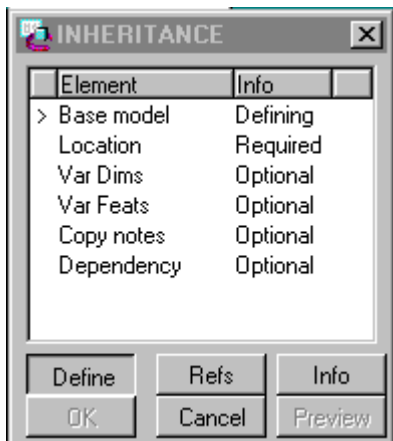 INHERITANCE
Element Info
> Base model Defining
Location Required
Var Dims Optional
Var Feats Optional
Copy notes Optional
Dependency Optional
Define Refs Info
OK Cancel Preview